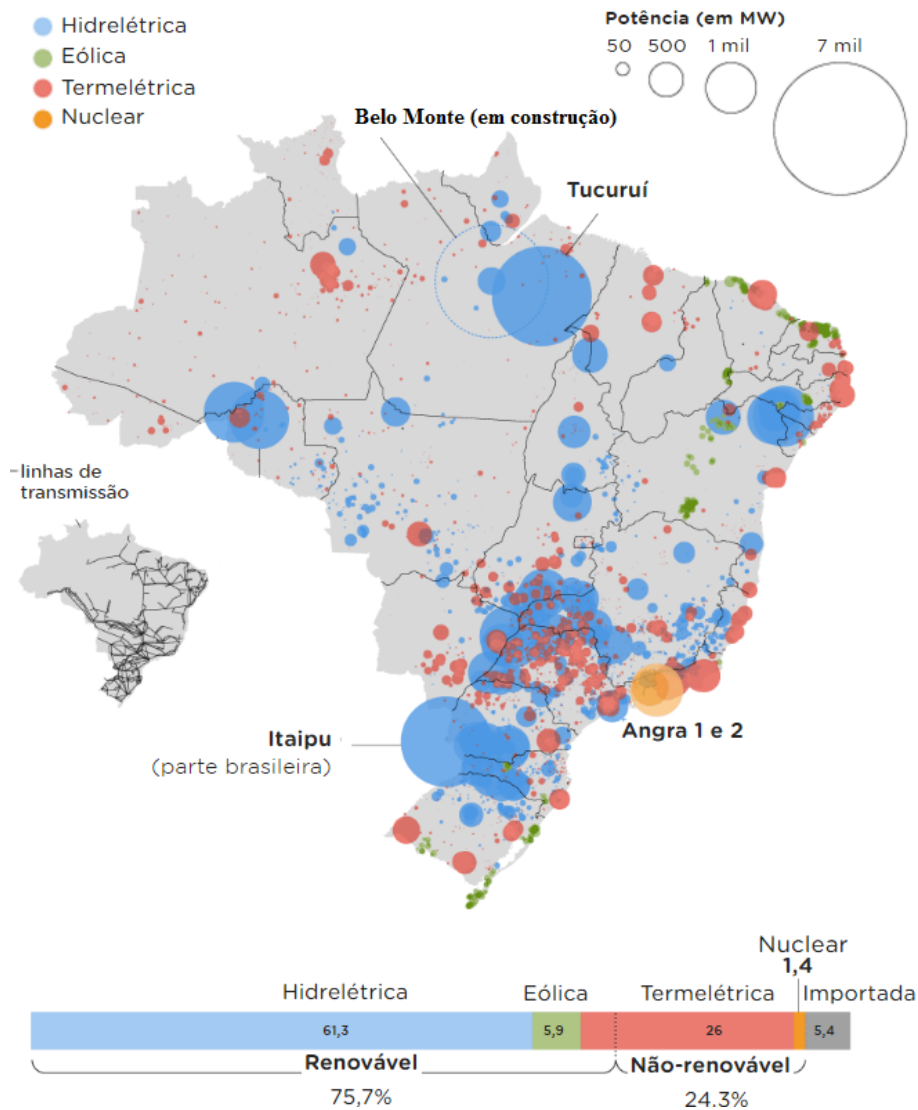 Hidrelétrica
Eólica
Termelétrica
Nuclear
Potência (em MW)
50 500 1 mil 7 mil
Belo Monte (em construção)
Tucuruí
-linhas de
transmissão
Itaipu
(parte brasileira)
Angra 1 e 2
Nuclear
1,4
Hidrelétrica Eólica Termelétrica Importada
61,3 5,9 26 5,4
Renovável Não-renovável
75,7% 24,3%